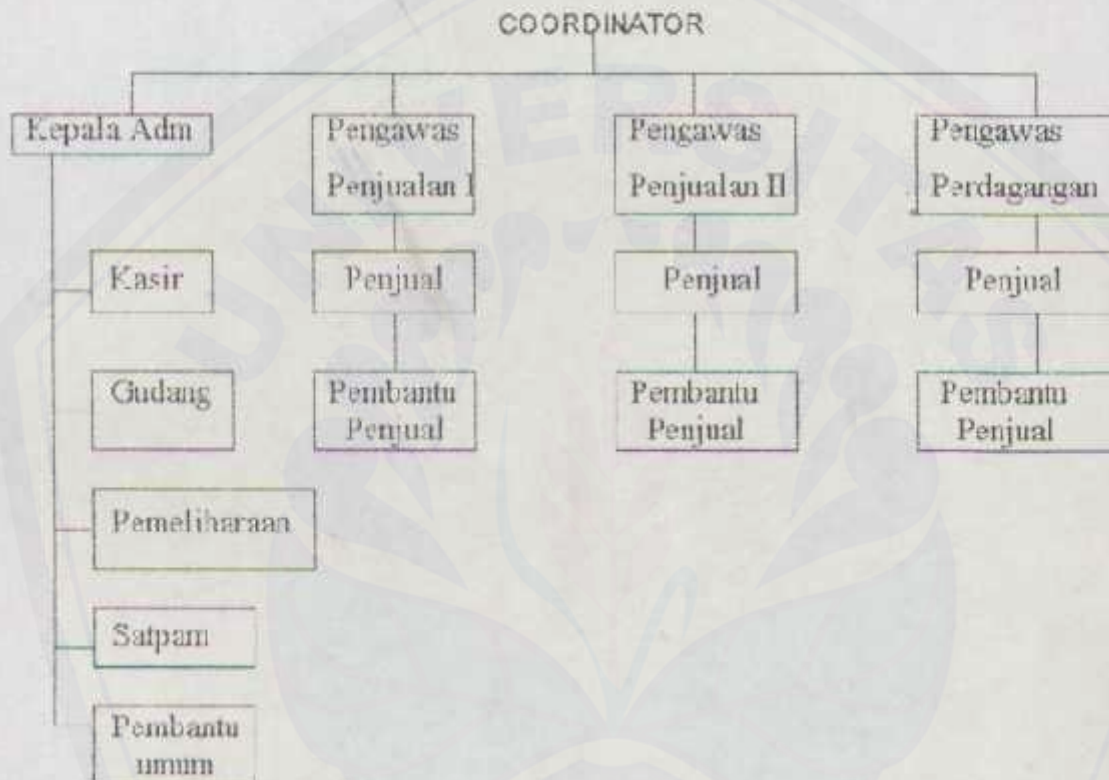 COORDINATOR
Kepala Adm
Pengawas
Penjualan I
Pengawas
Penjualan II
Pengawas
Perdagangan
Kasir
Penjual
Penjual
Penjual
Gudang
Pembantu
Penjual
Pembantu
Penjual
Pembantu
Penjual
Pemeliharaan
Satpam
Pembantu
umum
UNIVERSITAS